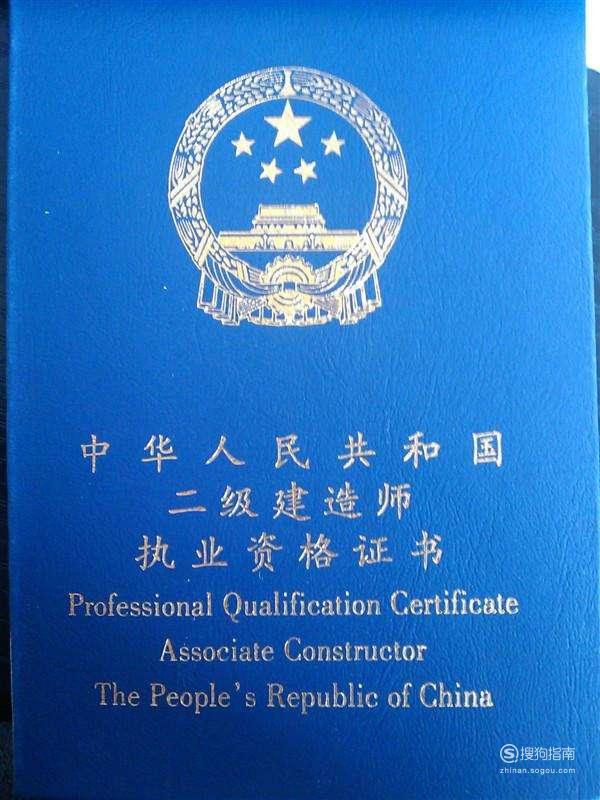 中华人民共和国
二级建造师
执业资格证书
Professional Qualification Certificate
Associate Constructor
The People's Republic of China
S 搜狗指南
zhinan.sogou.com